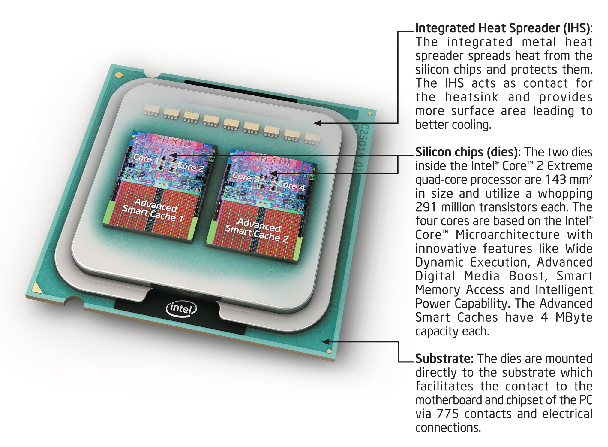 Integrated Heat Spreader (IHS):
The integrated metal heat
spreader spreads heat from the
silicon chips and protects them.
The IHS acts as contact for
the heatsink and provides
more surface area leading to
better cooling.
Silicon chips (dies): The two dies
inside the Intel® Core™ 2 Extreme
quad-core processor are 143 mm²
in size and utilize a whopping
291 million transistors each. The
four cores are based on the Intel®
Core™ Microarchitecture with
innovative features like Wide
Dynamic Execution, Advanced
Digital Media Boost, Smart
Memory Access and Intelligent
Power Capability. The Advanced
Smart Caches have 4 MByte
capacity each.
Substrate: The dies are mounted
directly to the substrate which
facilitates the contact to the
motherboard and chipset of the PC
via 775 contacts and electrical
connections.
Core 1 Core 2
Advanced
Smart Cache 1
Core 4
Advanced
Smart Cache 2
intel